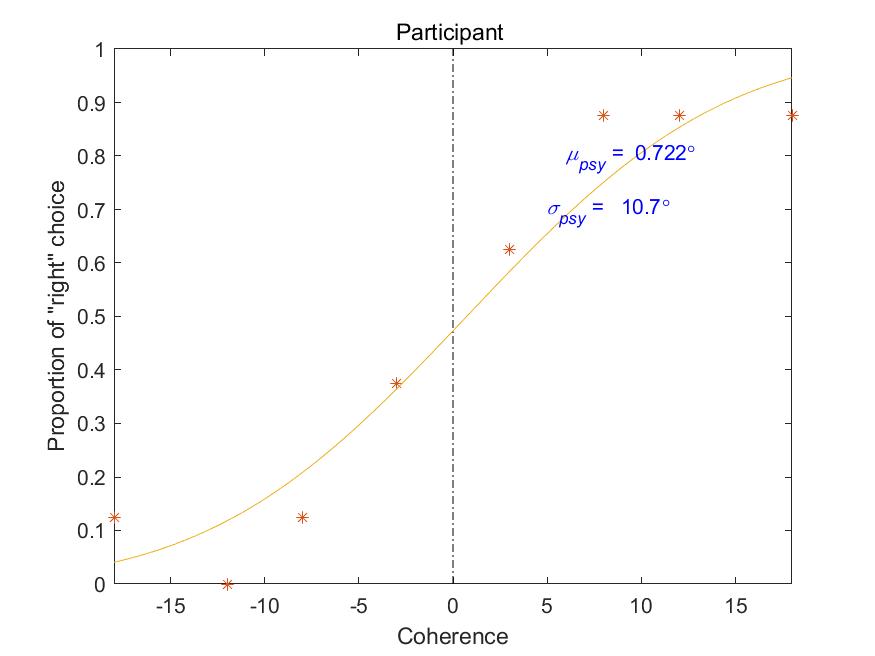 Participant
1
0.9
0.8
0.7
0.6
0.5
0.4
0.3
0.2
0.1
0
Proportion of "right" choice
μpsy = 0.722°
σpsy = 10.7°
-15 -10 -5 0 5 10 15
Coherence